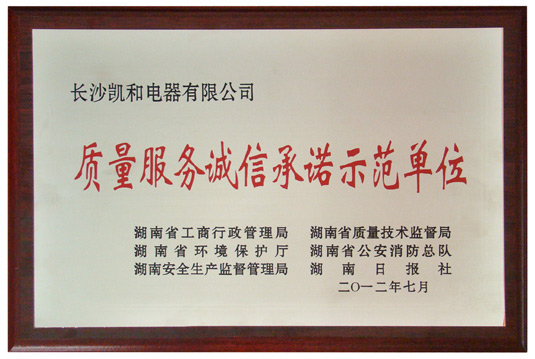 长沙凯和电器有限公司
质量服务诚信承诺示范单位
湖南省工商行政管理局 湖南省质量技术监督局
湖南省环境保护厅 湖南省公安消防总队
湖南安全生产监督管理局 湖南日报社
二〇一二年七月